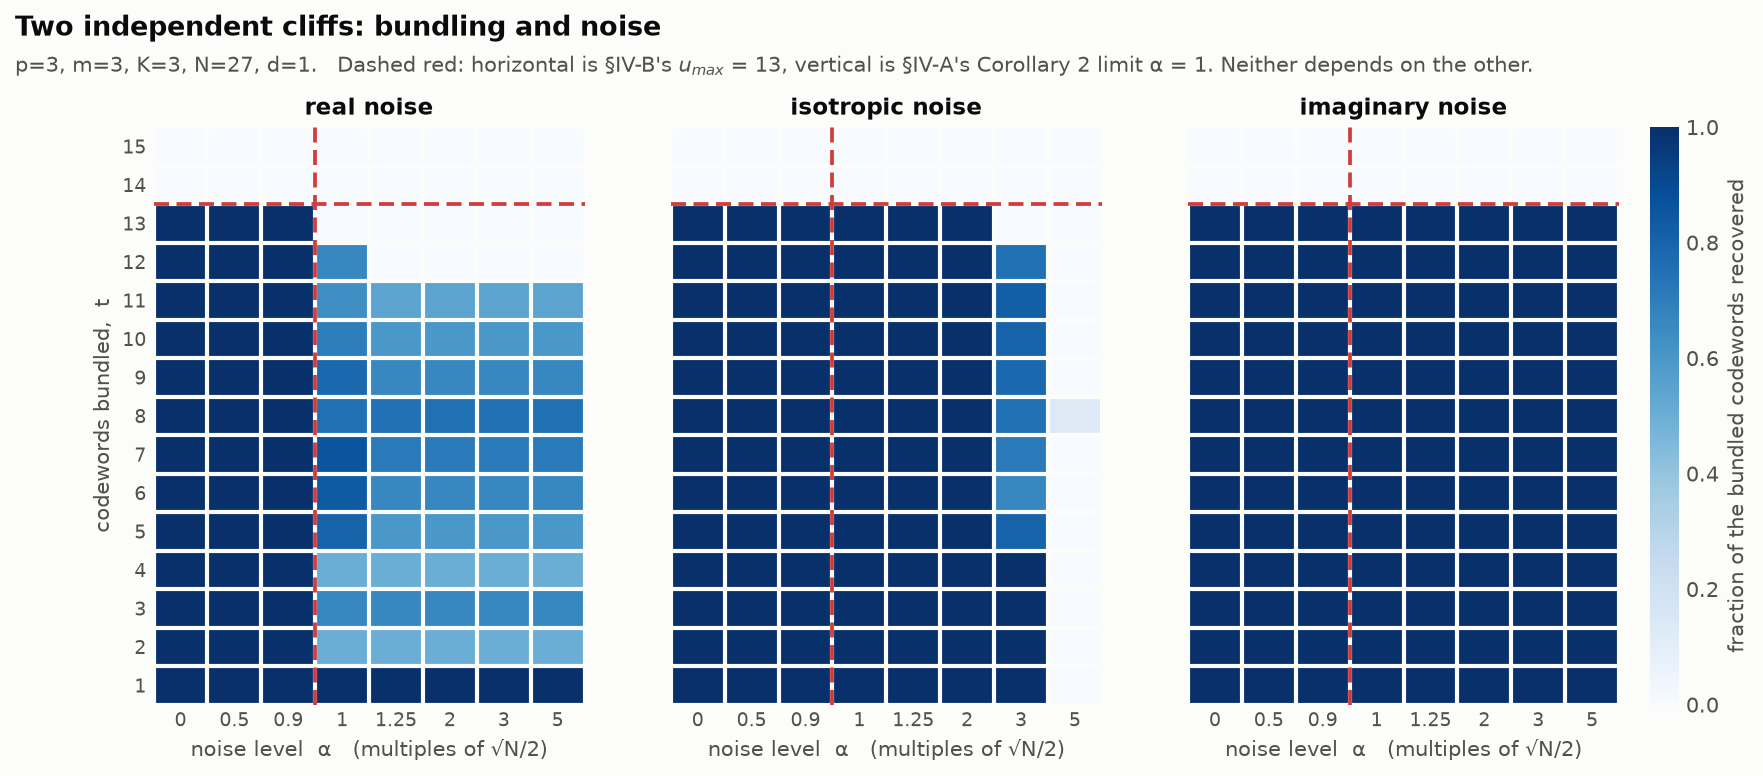 Two independent cliffs: bundling and noise
p=3, m=3, K=3, N=27, d=1.   Dashed red: horizontal is §IV-B's u_max = 13, vertical is §IV-A's Corollary 2 limit α = 1. Neither depends on the other.
real noise
isotropic noise
imaginary noise
codewords bundled,  t
15
14
13
12
11
10
9
8
7
6
5
4
3
2
1
0 0.5 0.9 1 1.25 2 3 5
noise level  α   (multiples of √N/2)
0 0.5 0.9 1 1.25 2 3 5
noise level  α   (multiples of √N/2)
0 0.5 0.9 1 1.25 2 3 5
noise level  α   (multiples of √N/2)
1.0
0.8
0.6
0.4
0.2
0.0
fraction of the bundled codewords recovered